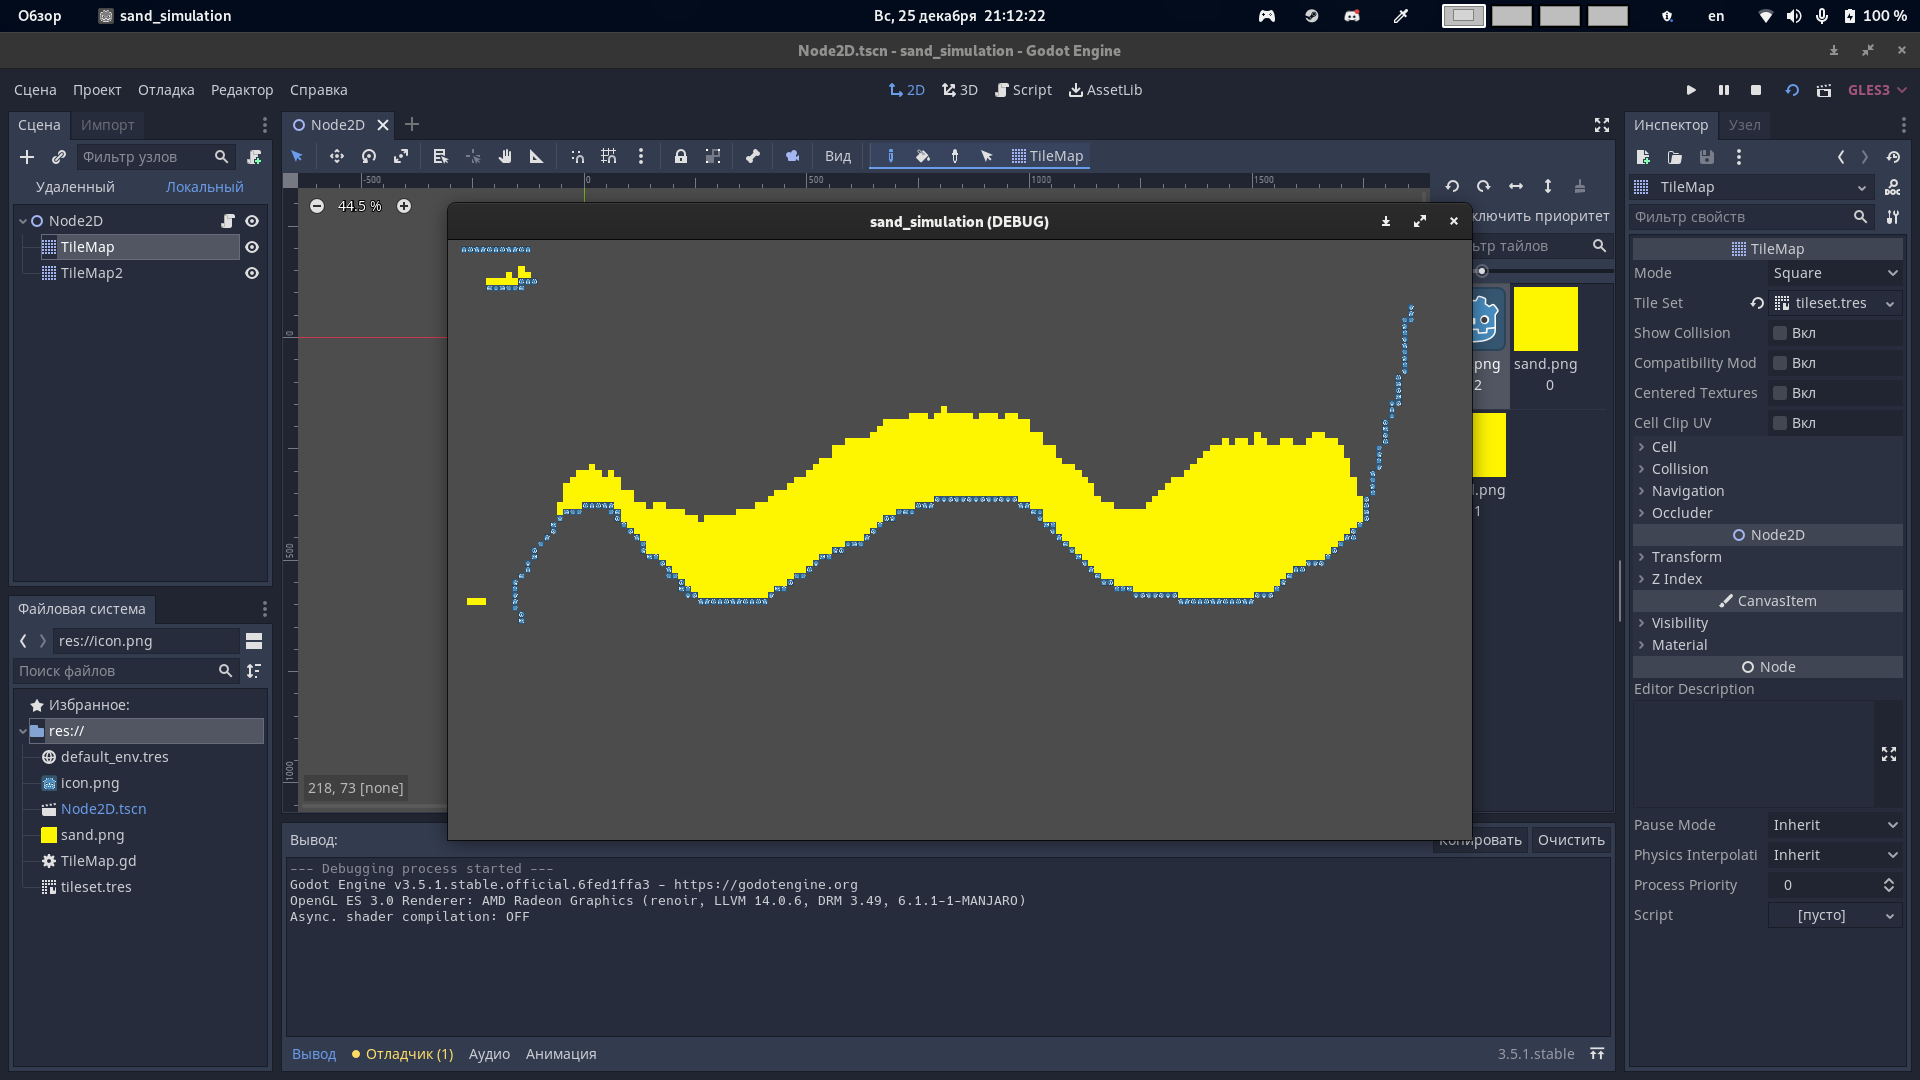 Обзор
sand_simulation
Вс, 25 декабря 21:12:22
en
100 %
Node2D.tscn - sand_simulation - Godot Engine
Сцена Проект Отладка Редактор Справка
2D 3D Script AssetLib
GLES3
Сцена Импорт
Фильтр узлов
Удаленный Локальный
Node2D
TileMap
TileMap2
Node2D
Вид
TileMap
-500 0 500 1000 1500
0
500
1000
44.5 %
218, 73 [none]
sand_simulation (DEBUG)
ключить приоритет
тр тайлов
png
2
sand.png
0
.png
1
Файловая система
res://icon.png
Поиск файлов
Избранное:
res://
default_env.tres
icon.png
Node2D.tscn
sand.png
TileMap.gd
tileset.tres
Вывод:
Копировать
Очистить
--- Debugging process started ---
Godot Engine v3.5.1.stable.official.6fed1ffa3 - https://godotengine.org
OpenGL ES 3.0 Renderer: AMD Radeon Graphics (renoir, LLVM 14.0.6, DRM 3.49, 6.1.1-1-MANJARO)
Async. shader compilation: OFF
Вывод Отладчик (1) Аудио Анимация
3.5.1.stable
Инспектор Узел
TileMap
Фильтр свойств
TileMap
Mode Square
Tile Set tileset.tres
Show Collision Вкл
Compatibility Mod Вкл
Centered Textures Вкл
Cell Clip UV Вкл
Cell
Collision
Navigation
Occluder
Node2D
Transform
Z Index
CanvasItem
Visibility
Material
Node
Editor Description
Pause Mode Inherit
Physics Interpolati Inherit
Process Priority 0
Script [пусто]